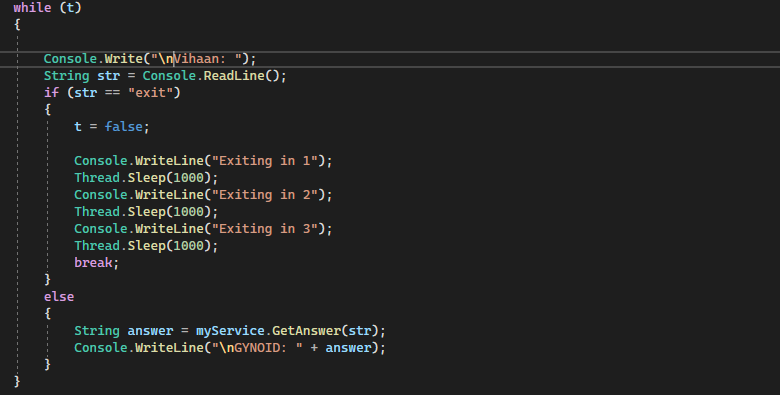 while (t)
{
Console.Write("\nVihaan: ");
String str = Console.ReadLine();
if (str == "exit")
{
t = false;
Console.WriteLine("Exiting in 1");
Thread.Sleep(1000);
Console.WriteLine("Exiting in 2");
Thread.Sleep(1000);
Console.WriteLine("Exiting in 3");
Thread.Sleep(1000);
break;
}
else
{
String answer = myService.GetAnswer(str);
Console.WriteLine("\nGYNOID: " + answer);
}
}